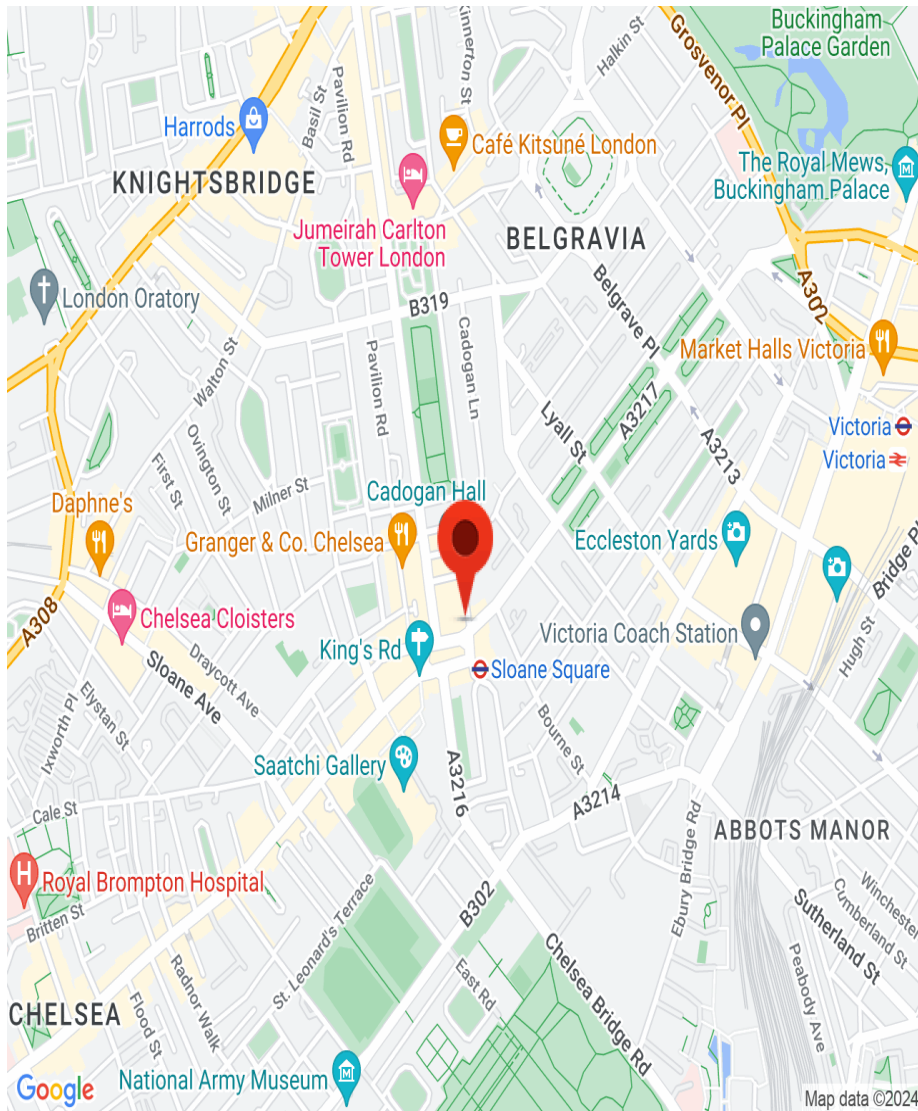 Buckingham
Palace Garden
Kinnerton St
Halkin St
Grosvenor Pl
Pavilion Rd
Basil St
Harrods
Café Kitsuné London
The Royal Mews,
Buckingham Palace
KNIGHTSBRIDGE
Jumeirah Carlton
Tower London
BELGRAVIA
London Oratory
B319
Belgrave Pl
A302
Cadogan Ln
Market Halls Victoria
Walton St
Pavilion Rd
Lyall St
A3217
A3213
Victoria
Victoria
Ovington St
First St
Milner St
Cadogan Hall
Daphne's
Granger & Co. Chelsea
Eccleston Yards
Bridge Pl
A308
Chelsea Cloisters
King's Rd
Victoria Coach Station
Hugh St
Sloane Square
Sloane Ave
Draycott Ave
Ixworth Pl
Elystan St
Bourne St
Saatchi Gallery
A3216
A3214
Cale St
Ebury Bridge Rd
ABBOTS MANOR
Royal Brompton Hospital
Britten St
St. Leonard's Terrace
B302
Winchester
Cumberland St
Sutherland St
Peabody Ave
Chelsea Bridge Rd
East Rd
Radnor Walk
Flood St
CHELSEA
National Army Museum
Google
Map data ©2024